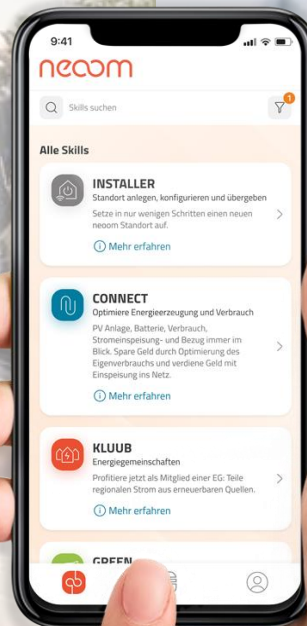 9:41
neoom
Skills suchen
1
Alle Skills
INSTALLER
Standort anlegen, konfigurieren und übergeben
Setze in nur wenigen Schritten einen neuen
neoom Standort auf.
Mehr erfahren
CONNECT
Optimiere Energieerzeugung und Verbrauch
PV Anlage, Batterie, Verbrauch,
Stromeinspeisung- und Bezug immer im
Blick. Spare Geld durch Optimierung des
Eigenverbrauchs und verdiene Geld mit
Einspeisung ins Netz.
Mehr erfahren
KLUUB
Energiegemeinschaften
Profitiere jetzt als Mitglied einer EG: Teile
regionalen Strom aus erneuerbaren Quellen.
Mehr erfahren
GREEN